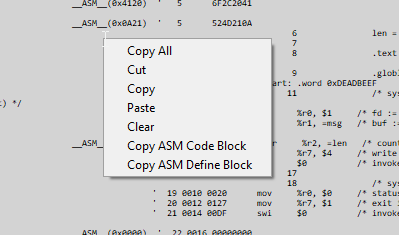 __ASM__(0x4120) ' 5 6F2C2041
__ASM__(0x0A21) ' 5 524D210A
6 len =
7
8 .text
9 .globl
art: .word 0xDEADBEEF
t) */ 11 /* sys
%r0, $1 /* fd :=
%r1, =msg /* buf :=
__ASM__ %r2, =len /* count
%r7, $4 /* write
$0 /* invoke
17
18 /* sys
' 19 0010 0020 mov %r0, $0 /* status
' 20 0012 0127 mov %r7, $1 /* exit i
' 21 0014 00DF swi $0 /* invoke
__ASM__(0x0000) ' 22 0016 00000000
Copy All
Cut
Copy
Paste
Clear
Copy ASM Code Block
Copy ASM Define Block